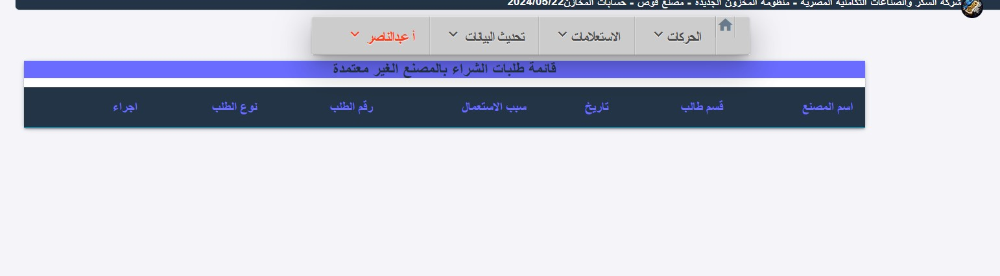 شركة السكر والصناعات التكاملية المصرية - منظومة المخزون الجديدة - مصنع قوص - حسابات المخازن2024/05/22
الحركات
الاستعلامات
تحديث البيانات
أ عبدالناصر
قائمة طلبات الشراء بالمصنع الغير معتمدة
اسم المصنع قسم طالب تاريخ سبب الاستعمال رقم الطلب نوع الطلب اجراء